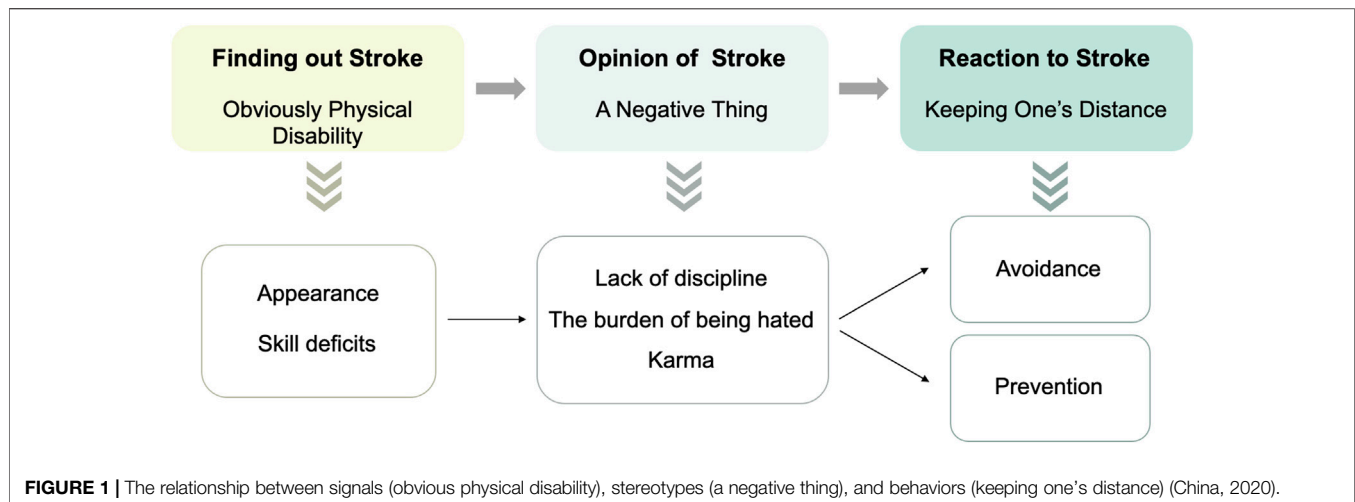 Finding out Stroke
Obviously Physical
Disability
Opinion of Stroke
A Negative Thing
Reaction to Stroke
Keeping One's Distance
Appearance
Skill deficits
Lack of discipline
The burden of being hated
Karma
Avoidance
Prevention
FIGURE 1 | The relationship between signals (obvious physical disability), stereotypes (a negative thing), and behaviors (keeping one's distance) (China, 2020).